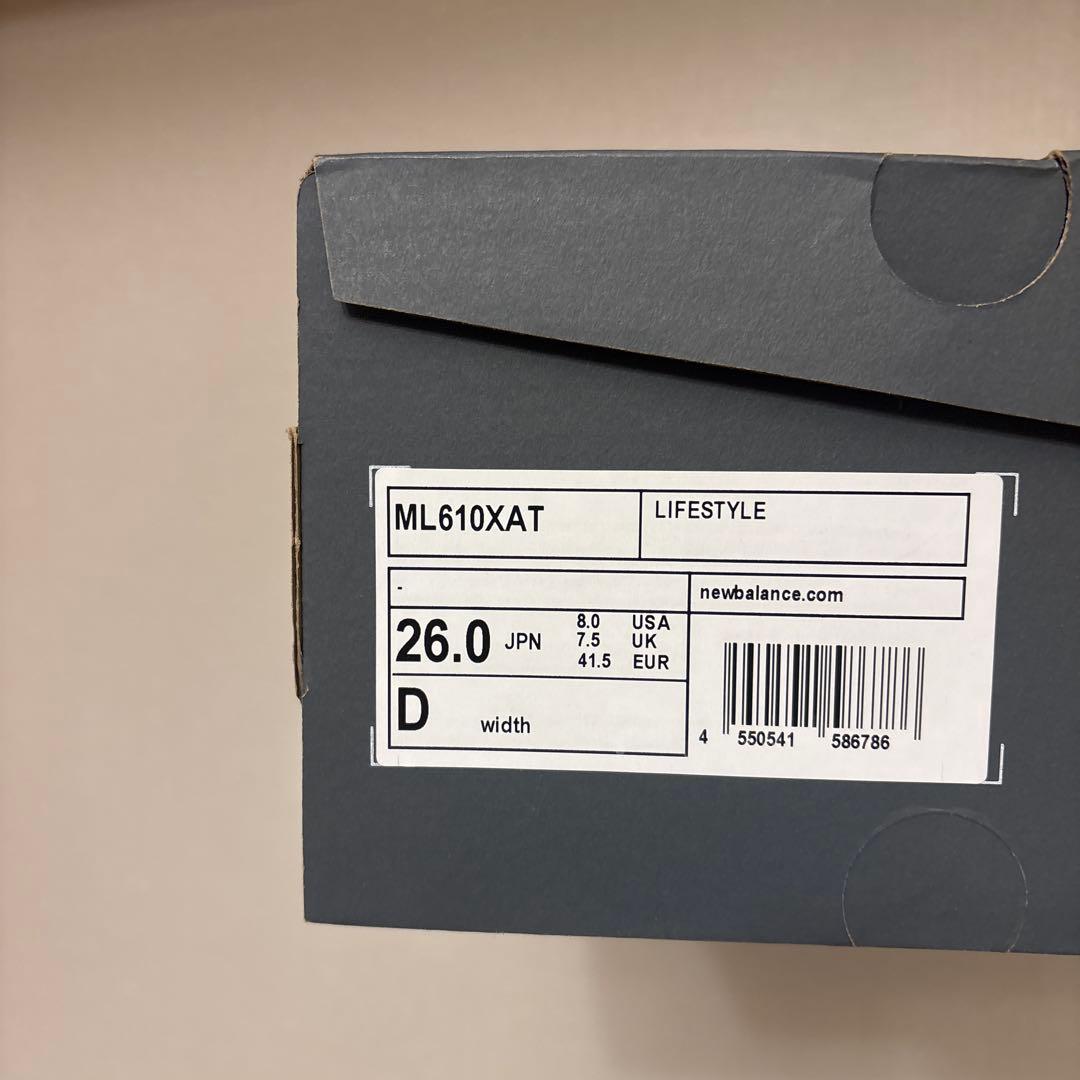 ML610XAT
LIFESTYLE
-
newbalance.com
26.0 JPN
8.0 USA
7.5 UK
41.5 EUR
D width
4 550541 586786